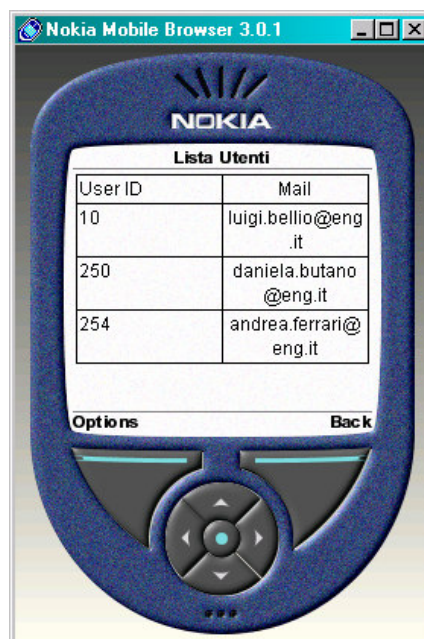 Nokia Mobile Browser 3.0.1
NOKIA
Lista Utenti
User ID Mail
10 luigi.bellio@eng
.it
250 daniela.butano
@eng.it
254 andrea.ferrari@
eng.it
Options Back